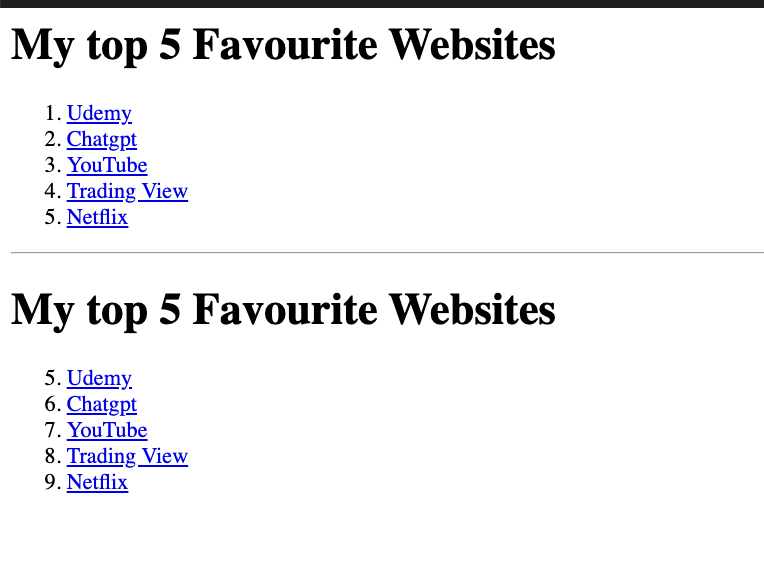 My top 5 Favourite Websites
1. Udemy
2. Chatgpt
3. YouTube
4. Trading View
5. Netflix
My top 5 Favourite Websites
5. Udemy
6. Chatgpt
7. YouTube
8. Trading View
9. Netflix